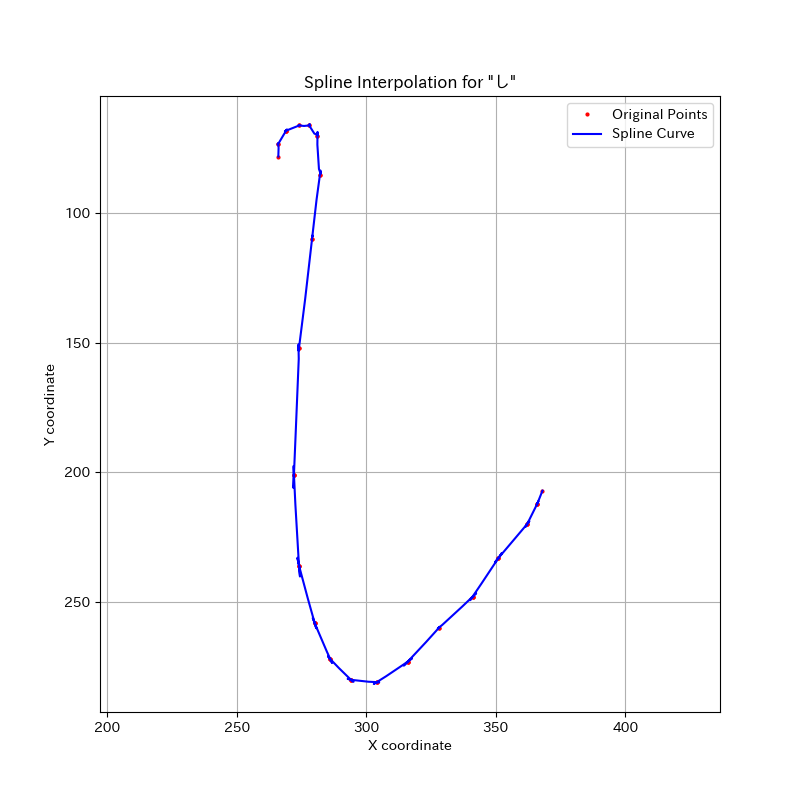 Spline Interpolation for "し"
Original Points
Spline Curve
100
150
200
250
Y coordinate
200
250
300
350
400
X coordinate